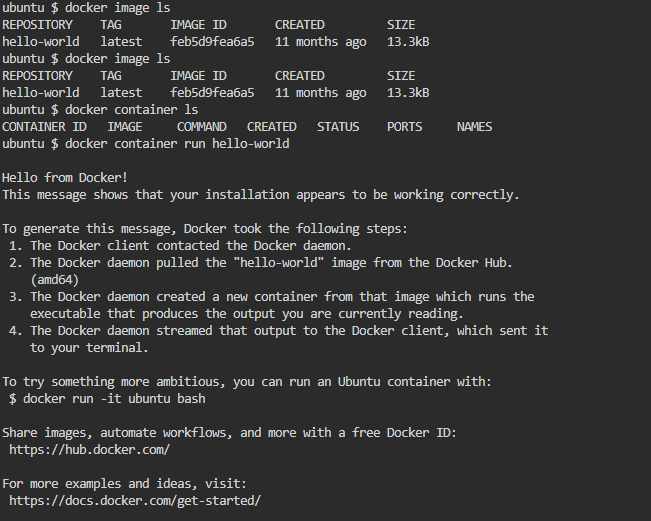 ubuntu $ docker image ls
REPOSITORY    TAG       IMAGE ID       CREATED         SIZE
hello-world   latest    feb5d9fea6a5   11 months ago   13.3kB
ubuntu $ docker image ls
REPOSITORY    TAG       IMAGE ID       CREATED         SIZE
hello-world   latest    feb5d9fea6a5   11 months ago   13.3kB
ubuntu $ docker container ls
CONTAINER ID   IMAGE     COMMAND   CREATED   STATUS    PORTS     NAMES
ubuntu $ docker container run hello-world

Hello from Docker!
This message shows that your installation appears to be working correctly.

To generate this message, Docker took the following steps:
 1. The Docker client contacted the Docker daemon.
 2. The Docker daemon pulled the "hello-world" image from the Docker Hub.
    (amd64)
 3. The Docker daemon created a new container from that image which runs the
    executable that produces the output you are currently reading.
 4. The Docker daemon streamed that output to the Docker client, which sent it
    to your terminal.

To try something more ambitious, you can run an Ubuntu container with:
 $ docker run -it ubuntu bash

Share images, automate workflows, and more with a free Docker ID:
 https://hub.docker.com/

For more examples and ideas, visit:
 https://docs.docker.com/get-started/